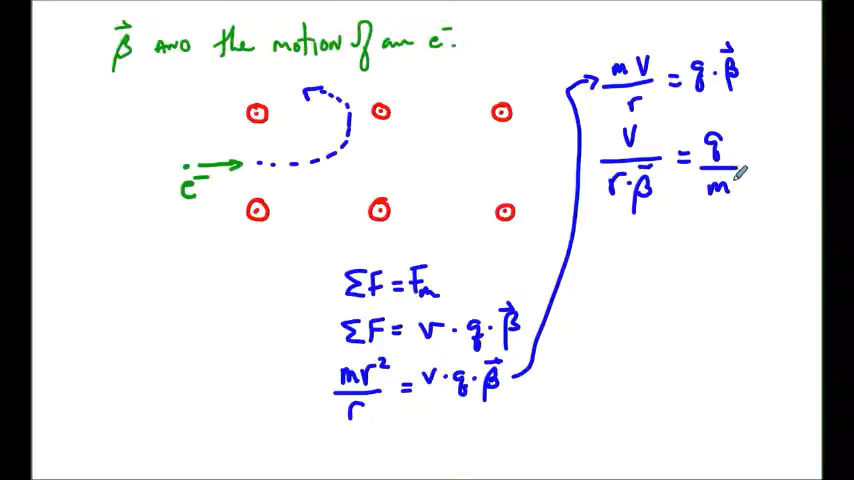 β⃗ AND the motion of an e⁻.
e⁻
ΣF = Fm
ΣF = v · q · β⃗
mv²/r = v · q · β⃗
mv/r = q · β⃗
v/(r · β⃗) = q/m